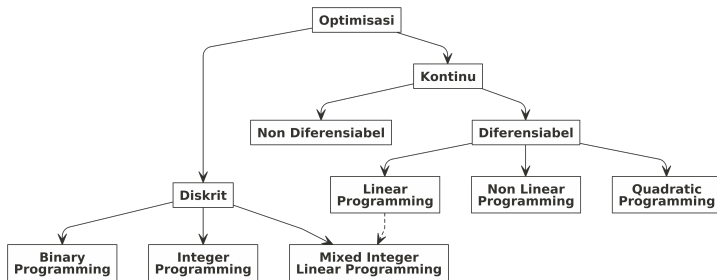 Optimisasi
Kontinu
Non Diferensiabel
Diferensiabel
Linear
Programming
Non Linear
Programming
Quadratic
Programming
Diskrit
Binary
Programming
Integer
Programming
Mixed Integer
Linear Programming